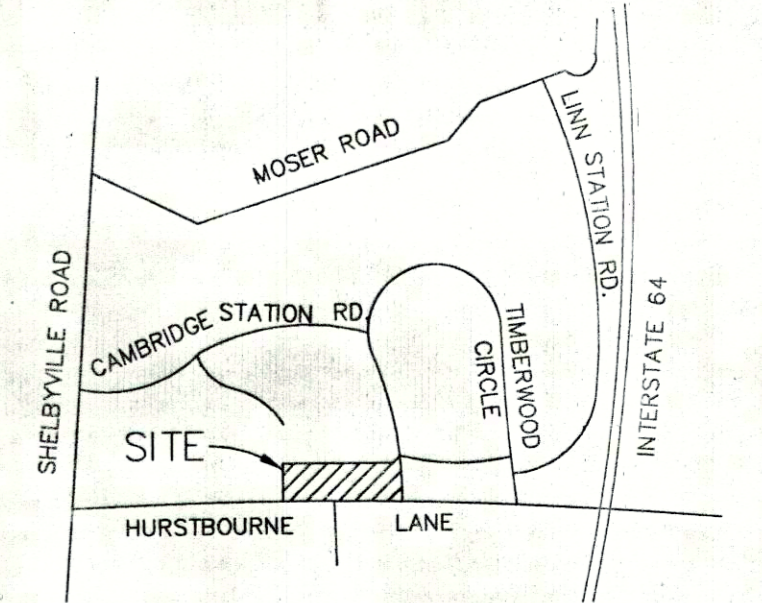 MOSER ROAD
LINN STATION RD.
SHELBYVILLE ROAD
CAMBRIDGE STATION RD.
TIMBERWOOD
CIRCLE
INTERSTATE 64
SITE
HURSTBOURNE LANE